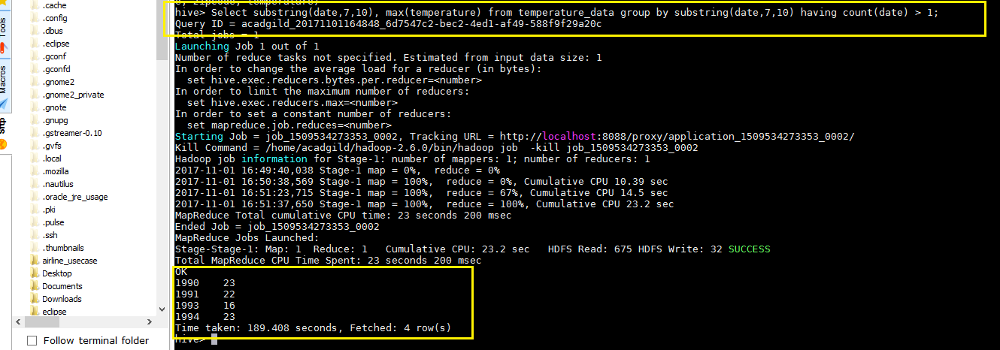 Tools
Macros
sftp
.cache
.config
.dbus
.eclipse
.gconf
.gconfd
.gnome2
.gnome2_private
.gnote
.gnupg
.gstreamer-0.10
.gvfs
.local
.mozilla
.nautilus
.oracle_jre_usage
.pki
.pulse
.ssh
.thumbnails
airline_usecase
Desktop
Documents
Downloads
eclipse
Follow terminal folder
hive> Select substring(date,7,10), max(temperature) from temperature_data group by substring(date,7,10) having count(date) > 1;
Query ID = acadgild_20171101164848_6d7547c2-bec2-4ed1-af49-588f9f29a20c
Total jobs = 1
Launching Job 1 out of 1
Number of reduce tasks not specified. Estimated from input data size: 1
In order to change the average load for a reducer (in bytes):
  set hive.exec.reducers.bytes.per.reducer=<number>
In order to limit the maximum number of reducers:
  set hive.exec.reducers.max=<number>
In order to set a constant number of reducers:
  set mapreduce.job.reduces=<number>
Starting Job = job_1509534273353_0002, Tracking URL = http://localhost:8088/proxy/application_1509534273353_0002/
Kill Command = /home/acadgild/hadoop-2.6.0/bin/hadoop job  -kill job_1509534273353_0002
Hadoop job information for Stage-1: number of mappers: 1; number of reducers: 1
2017-11-01 16:49:40,038 Stage-1 map = 0%,  reduce = 0%
2017-11-01 16:50:38,569 Stage-1 map = 100%,  reduce = 0%, Cumulative CPU 10.39 sec
2017-11-01 16:51:23,715 Stage-1 map = 100%,  reduce = 67%, Cumulative CPU 14.5 sec
2017-11-01 16:51:37,650 Stage-1 map = 100%,  reduce = 100%, Cumulative CPU 23.2 sec
MapReduce Total cumulative CPU time: 23 seconds 200 msec
Ended Job = job_1509534273353_0002
MapReduce Jobs Launched:
Stage-Stage-1: Map: 1  Reduce: 1   Cumulative CPU: 23.2 sec   HDFS Read: 675 HDFS Write: 32 SUCCESS
Total MapReduce CPU Time Spent: 23 seconds 200 msec
OK
1990    23
1991    22
1993    16
1994    23
Time taken: 189.408 seconds, Fetched: 4 row(s)
hive>